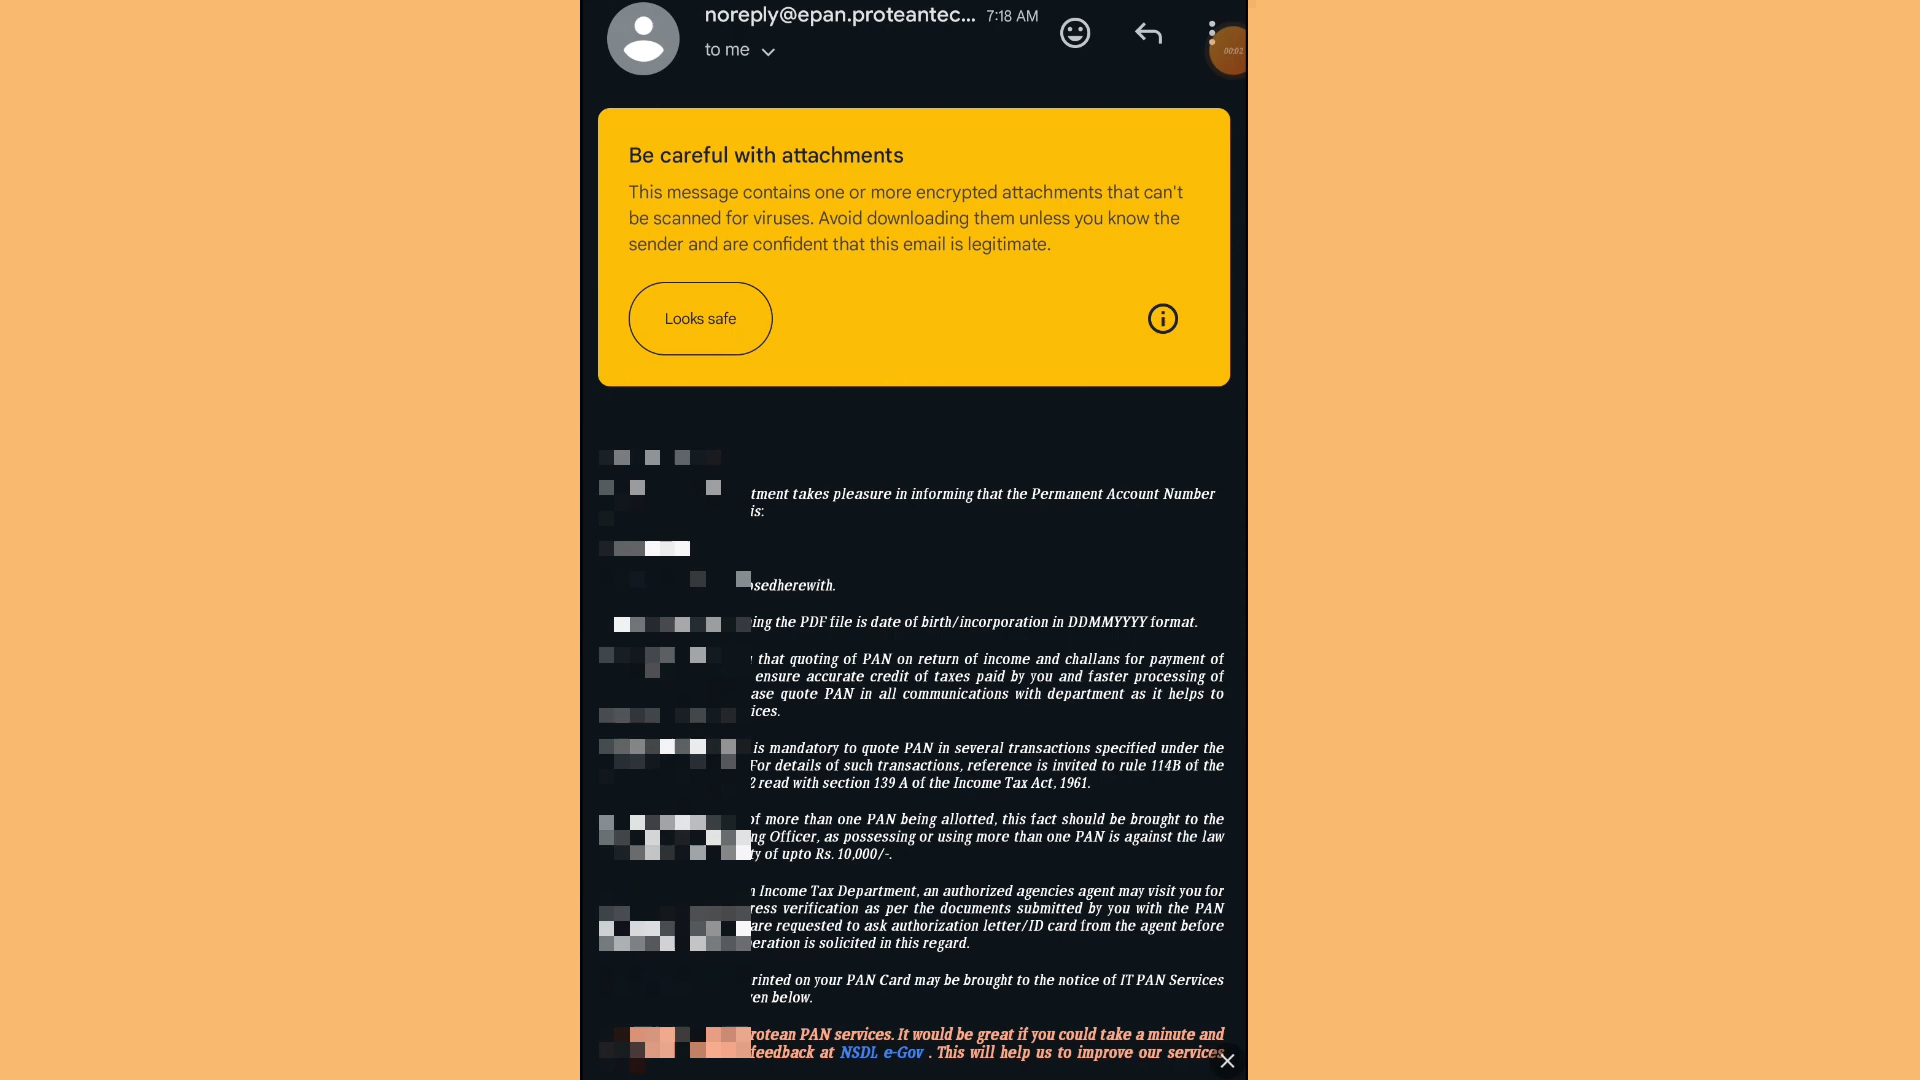 noreply@epan.proteantec... 7:18 AM
to me
00:02
Be careful with attachments
This message contains one or more encrypted attachments that can't
be scanned for viruses. Avoid downloading them unless you know the
sender and are confident that this email is legitimate.
Looks safe
tment takes pleasure in informing that the Permanent Account Number
is:
osedherewith.
ing the PDF file is date of birth/incorporation in DDMMYYYY format.
that quoting of PAN on return of income and challans for payment of
ensure accurate credit of taxes paid by you and faster processing of
ase quote PAN in all communications with department as it helps to
ices.
is mandatory to quote PAN in several transactions specified under the
For details of such transactions, reference is invited to rule 114B of the
2 read with section 139 A of the Income Tax Act, 1961.
of more than one PAN being allotted, this fact should be brought to the
ng Officer, as possessing or using more than one PAN is against the law
ty of upto Rs. 10,000/-.
n Income Tax Department, an authorized agencies agent may visit you for
ress verification as per the documents submitted by you with the PAN
are requested to ask authorization letter/ID card from the agent before
eration is solicited in this regard.
rinted on your PAN Card may be brought to the notice of IT PAN Services
en below.
rotean PAN services. It would be great if you could take a minute and
feedback at NSDL e-Gov . This will help us to improve our services